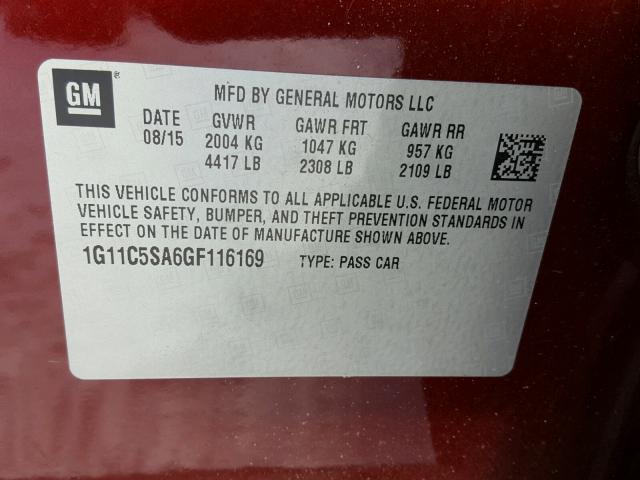 GM ®
MFD BY GENERAL MOTORS LLC
DATE GVWR GAWR FRT GAWR RR
08/15 2004 KG 1047 KG 957 KG
4417 LB 2308 LB 2109 LB
THIS VEHICLE CONFORMS TO ALL APPLICABLE U.S. FEDERAL MOTOR
VEHICLE SAFETY, BUMPER, AND THEFT PREVENTION STANDARDS IN
EFFECT ON THE DATE OF MANUFACTURE SHOWN ABOVE.
1G11C5SA6GF116169 TYPE: PASS CAR